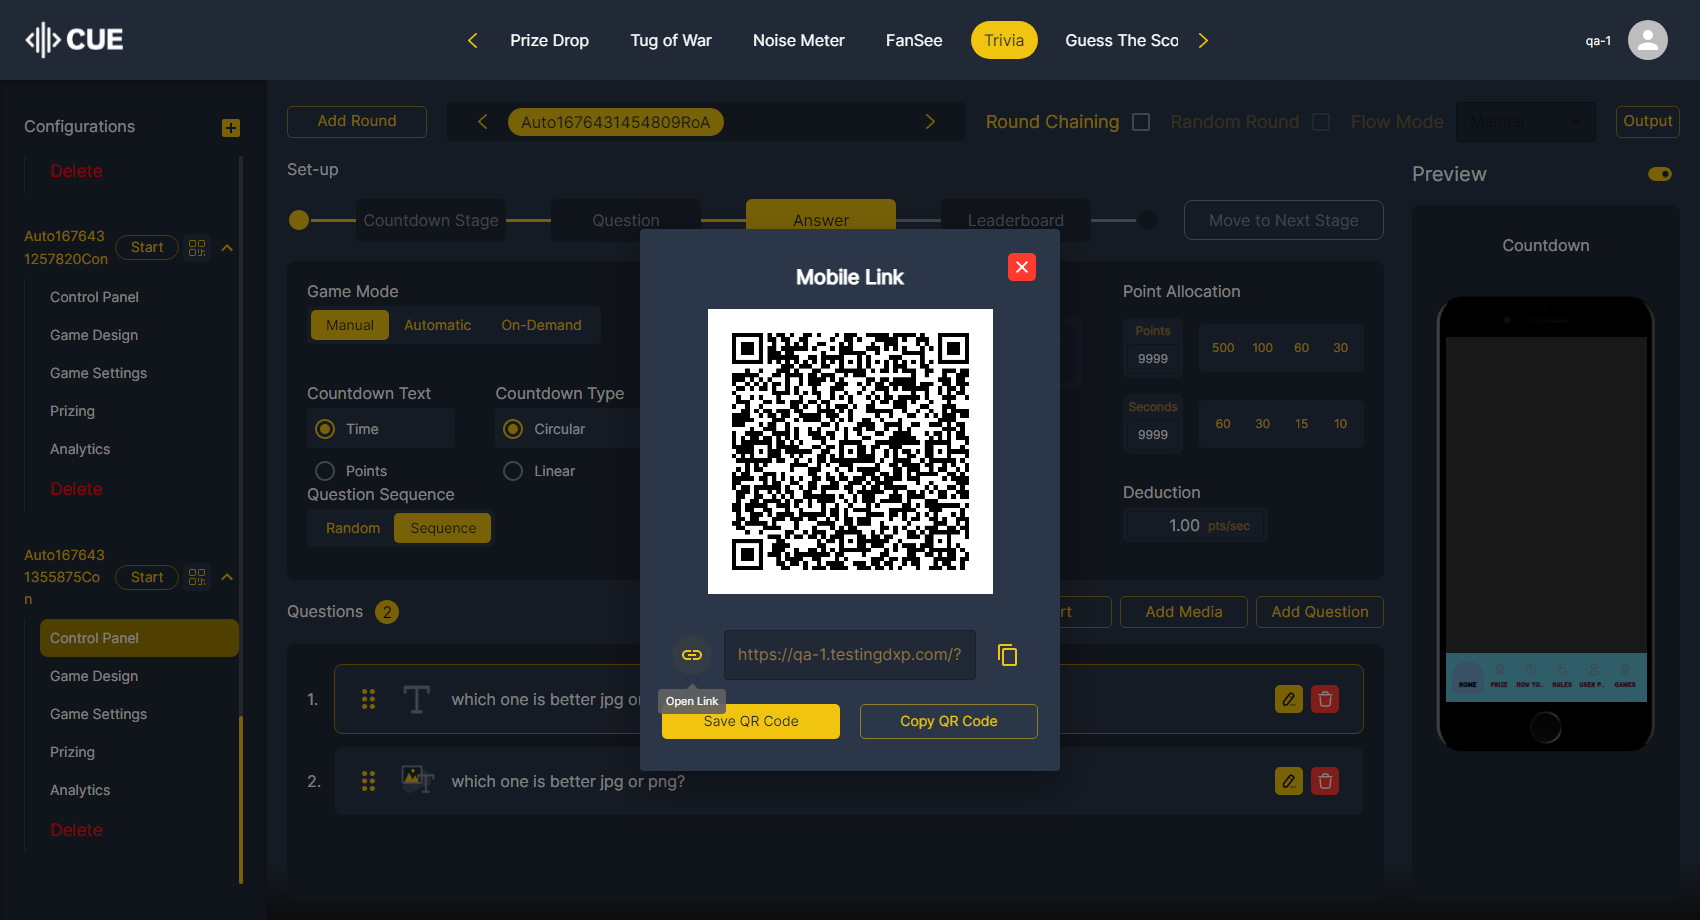 CUE
Prize Drop
Tug of War
Noise Meter
FanSee
Trivia
Guess The Sco
qa-1
Configurations
Delete
Auto167643
1257820Con
Start
Control Panel
Game Design
Game Settings
Prizing
Analytics
Delete
Auto167643
1355875Co
n
Start
Control Panel
Game Design
Game Settings
Prizing
Analytics
Delete
Add Round
Auto1676431454809RoA
Round Chaining
Random Round
Flow Mode
Manual
Output
Set-up
Countdown Stage
Question
Answer
Leaderboard
Move to Next Stage
Game Mode
Manual
Automatic
On-Demand
Countdown Text
Time
Points
Countdown Type
Circular
Linear
Question Sequence
Random
Sequence
Point Allocation
Points
9999
500
100
60
30
Seconds
9999
60
30
15
10
Deduction
1.00 pts/sec
Questions 2
rt
Add Media
Add Question
1.
which one is better jpg or
2.
which one is better jpg or png?
Mobile Link
https://qa-1.testingdxp.com/?
Open Link
Save QR Code
Copy QR Code
Preview
Countdown
HOME
PRIZE
HOW TO..
RULES
USER P..
GAMES